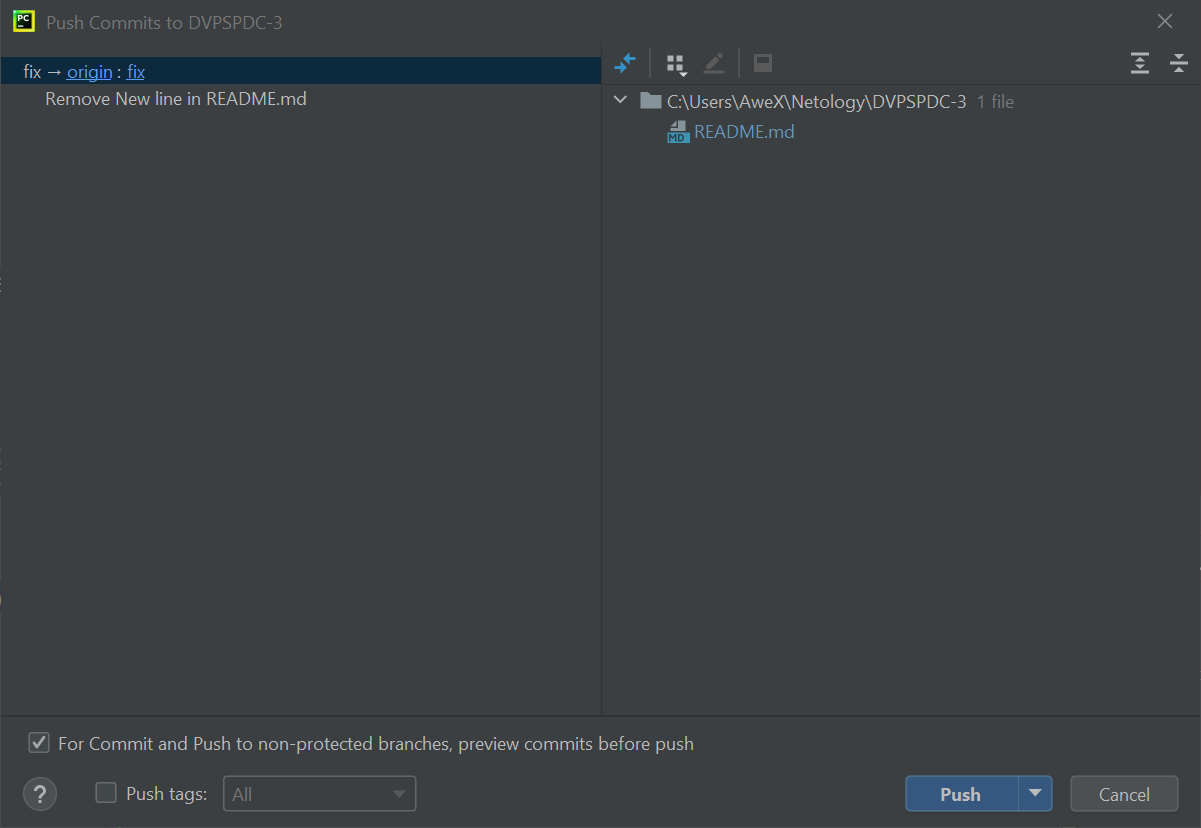 PC
Push Commits to DVPSPDC-3
fix → origin : fix
Remove New line in README.md
C:\Users\AweX\Netology\DVPSPDC-3 1 file
MD README.md
For Commit and Push to non-protected branches, preview commits before push
? Push tags: All Push Cancel